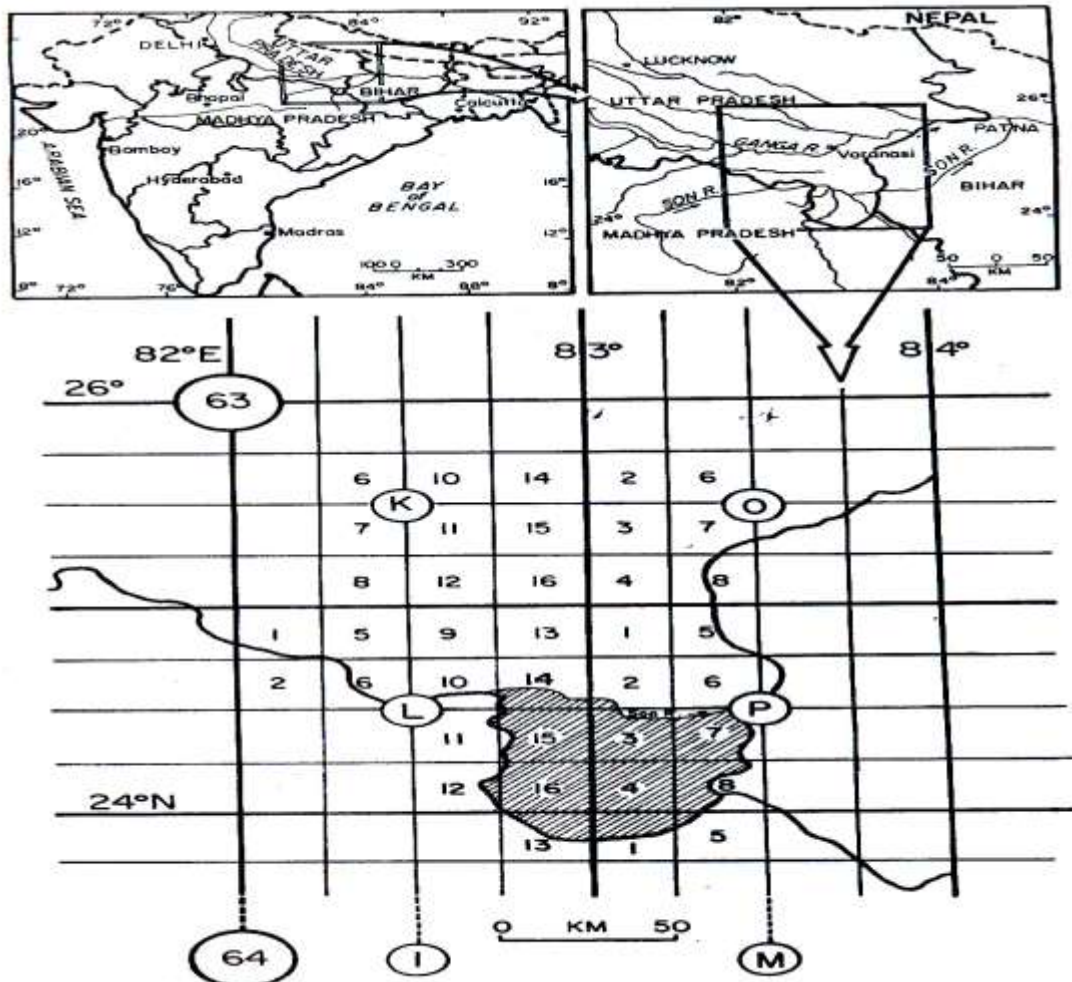 72° 84° 92°
DELHI
UTTAR
PRADESH
BIHAR
Bhopal
Calcutta
MADHYA PRADESH
20°
Bomboy
ARABIAN SEA
Hyderabad
16° 16°
BAY
of
BENGAL
12° 12°
Madras
100 0 300
KM
8° 72° 76° 84° 88° 8°
82° NEPAL
LUCKNOW
UTTAR PRADESH 26°
PATNA
GANGA R. Varanasi
SON R.
SON R. BIHAR
24° 24°
MADHYA PRADESH
50 0 50
KM
82° 84°
82°E 83° 84°
26°
63
6 10 14 2 6
K O
7 11 15 3 7
8 12 16 4 8
1 5 9 13 1 5
2 6 10 14 2 6
L P
11 15 3 7
12 16 4 8
24°N
13 1 5
0 KM 50
64 I M